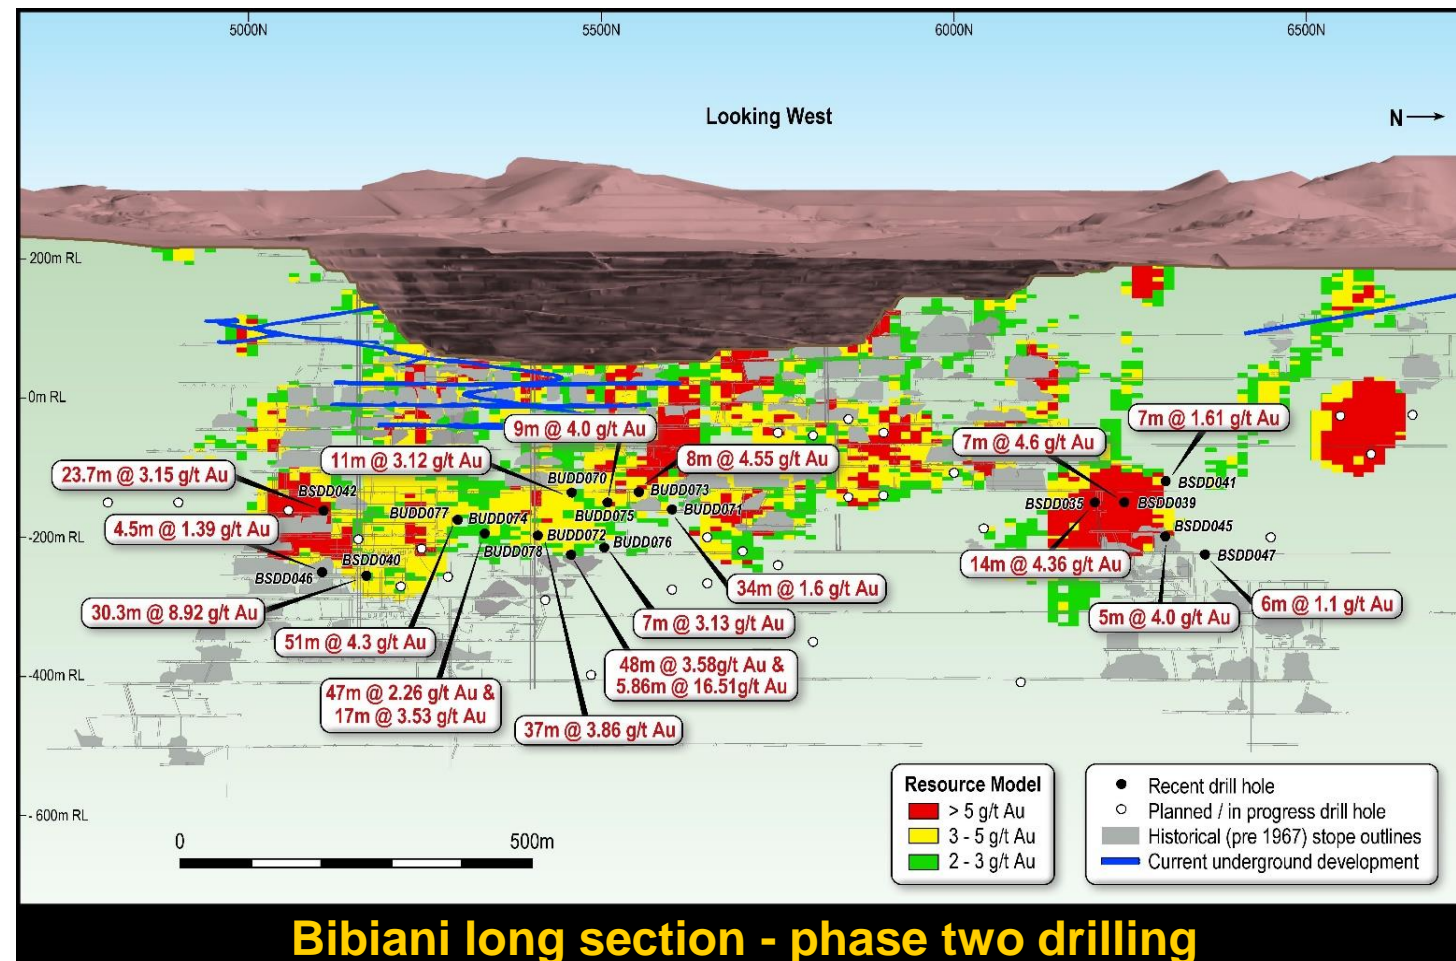 5000N
5500N
6000N
6500N
Looking West
N
200m RL
0m RL
-200m RL
-400m RL
- 600m RL
9m @ 4.0 g/t Au
7m @ 1.61 g/t Au
7m @ 4.6 g/t Au
11m @ 3.12 g/t Au
8m @ 4.55 g/t Au
23.7m @ 3.15 g/t Au
4.5m @ 1.39 g/t Au
30.3m @ 8.92 g/t Au
51m @ 4.3 g/t Au
47m @ 2.26 g/t Au &
17m @ 3.53 g/t Au
37m @ 3.86 g/t Au
48m @ 3.58g/t Au &
5.86m @ 16.51g/t Au
7m @ 3.13 g/t Au
34m @ 1.6 g/t Au
14m @ 4.36 g/t Au
5m @ 4.0 g/t Au
6m @ 1.1 g/t Au
BSDD042
BUDD077
BUDD074
BUDD070
BUDD073
BUDD075
BUDD071
BUDD072
BUDD076
BUDD078
BSDD040
BSDD046
BSDD035
BSDD039
BSDD041
BSDD045
BSDD047
0
500m
Resource Model
> 5 g/t Au
3 - 5 g/t Au
2 - 3 g/t Au
Recent drill hole
Planned / in progress drill hole
Historical (pre 1967) stope outlines
Current underground development
Bibiani long section - phase two drilling